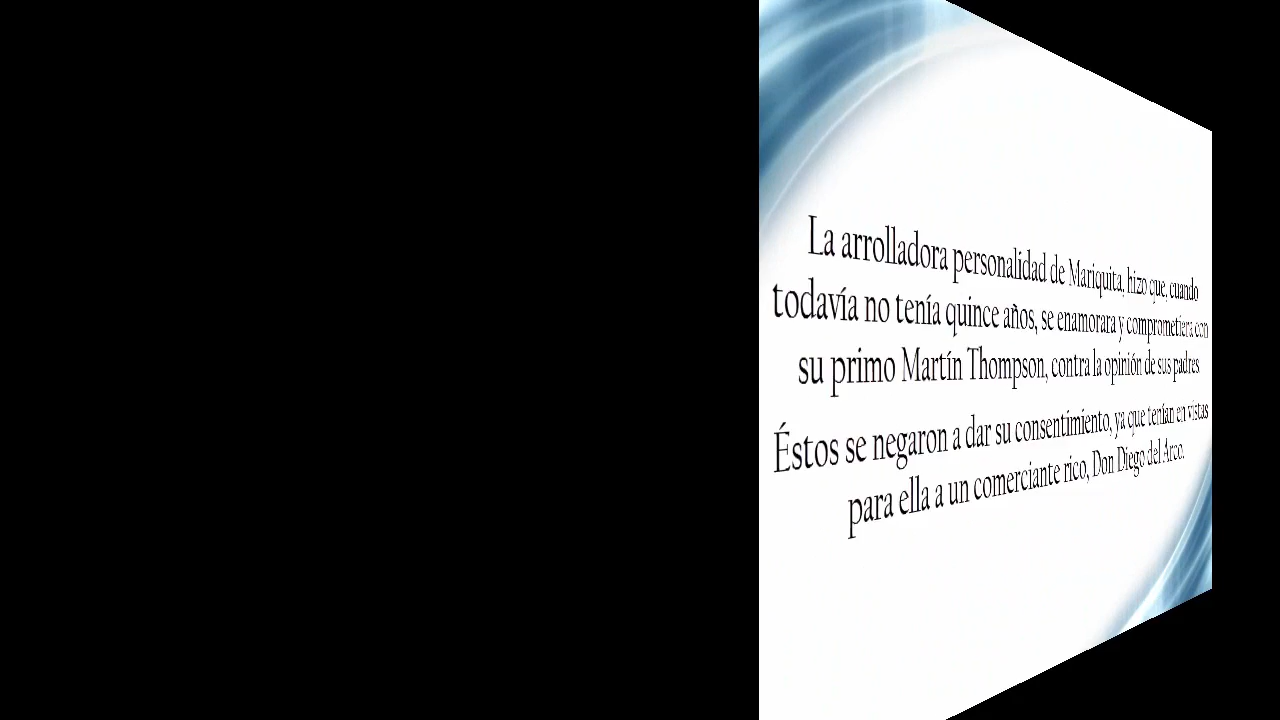 La arrolladora personalidad de Mariquita, hizo que, cuando
todavía no tenía quince años, se enamorara y comprometiera con
su primo Martín Thompson, contra la opinión de sus padres
Éstos se negaron a dar su consentimiento, ya que tenían en vistas
para ella a un comerciante rico, Don Diego del Arco.